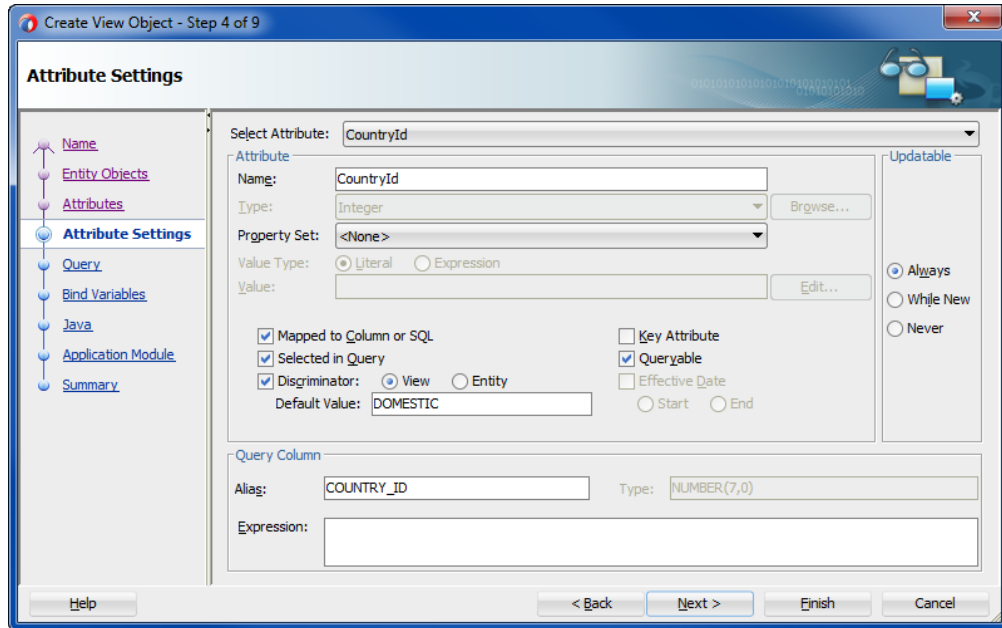 Create View Object - Step 4 of 9
Attribute Settings
Name
Entity Objects
Attributes
Attribute Settings
Query
Bind Variables
Java
Application Module
Summary
Select Attribute: CountryId
Attribute
Name: CountryId
Type: Integer Browse...
Property Set: <None>
Value Type: Literal Expression
Value: Edit...
Mapped to Column or SQL Key Attribute
Selected in Query Queryable
Discriminator: View Entity Effective Date
Default Value: DOMESTIC Start End
Updatable
Always
While New
Never
Query Column
Alias: COUNTRY_ID Type: NUMBER(7,0)
Expression:
Help < Back Next > Finish Cancel